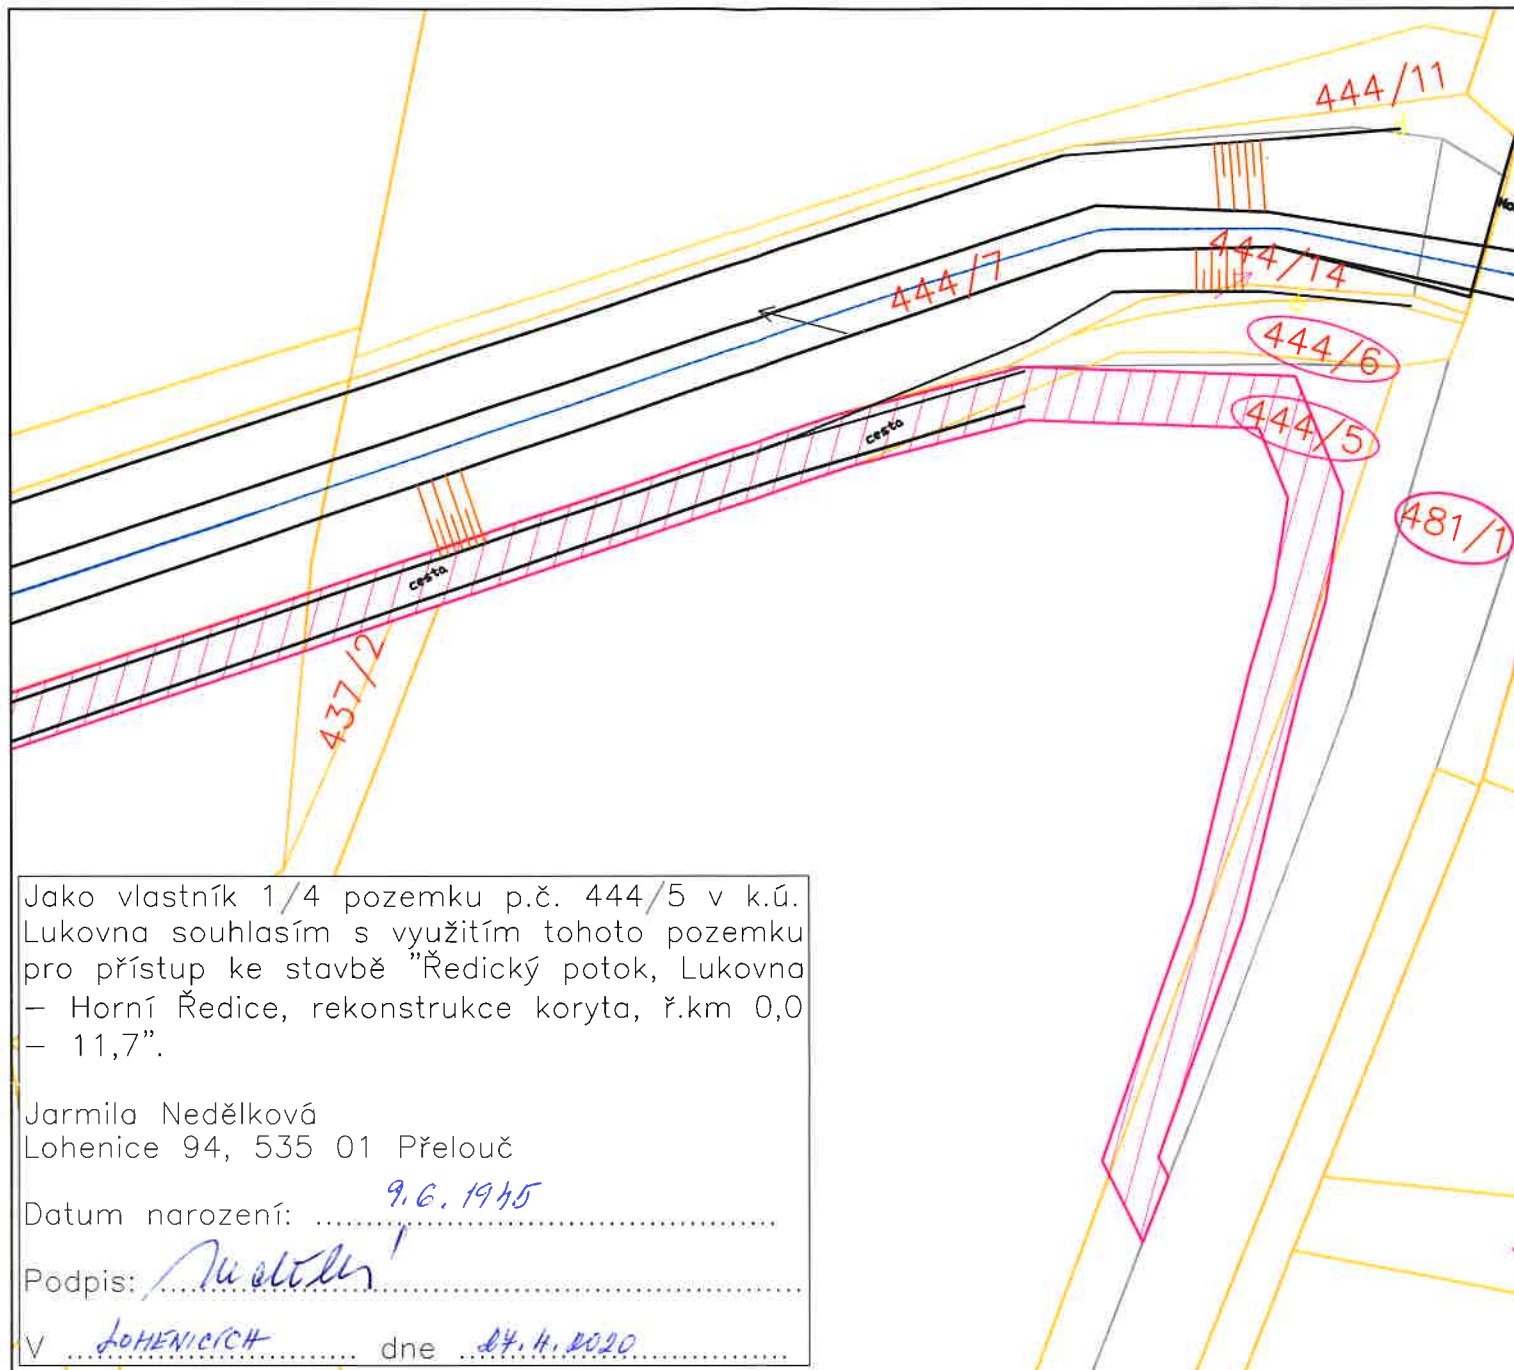 444/11
444/7
444/14
444/6
444/5
481/1
cesta
cesta
437/2
Jako vlastník 1/4 pozemku p.č. 444/5 v k.ú.
Lukovna souhlasím s využitím tohoto pozemku
pro přístup ke stavbě "Ředický potok, Lukovna
– Horní Ředice, rekonstrukce koryta, ř.km 0,0
– 11,7".
Jarmila Nedělková
Lohenice 94, 535 01 Přelouč
Datum narození: 9.6.1945
Podpis:
V LOHENICÍCH dne 27.4.2020